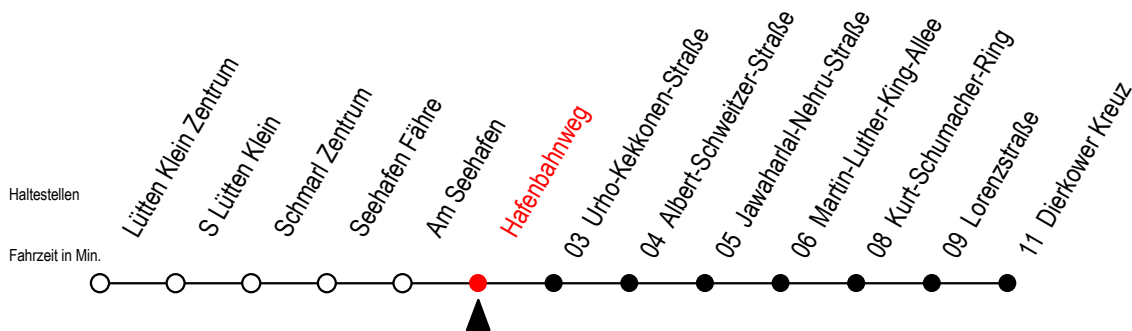 Haltestellen
Fahrzeit in Min.
Lütten Klein Zentrum
S Lütten Klein
Schmarl Zentrum
Seehafen Fähre
Am Seehafen
Hafenbahnweg
03 Urho-Kekkonen-Straße
04 Albert-Schweitzer-Straße
05 Jawaharlal-Nehru-Straße
06 Martin-Luther-King-Allee
08 Kurt-Schumacher-Ring
09 Lorenzstraße
11 Dierkower Kreuz